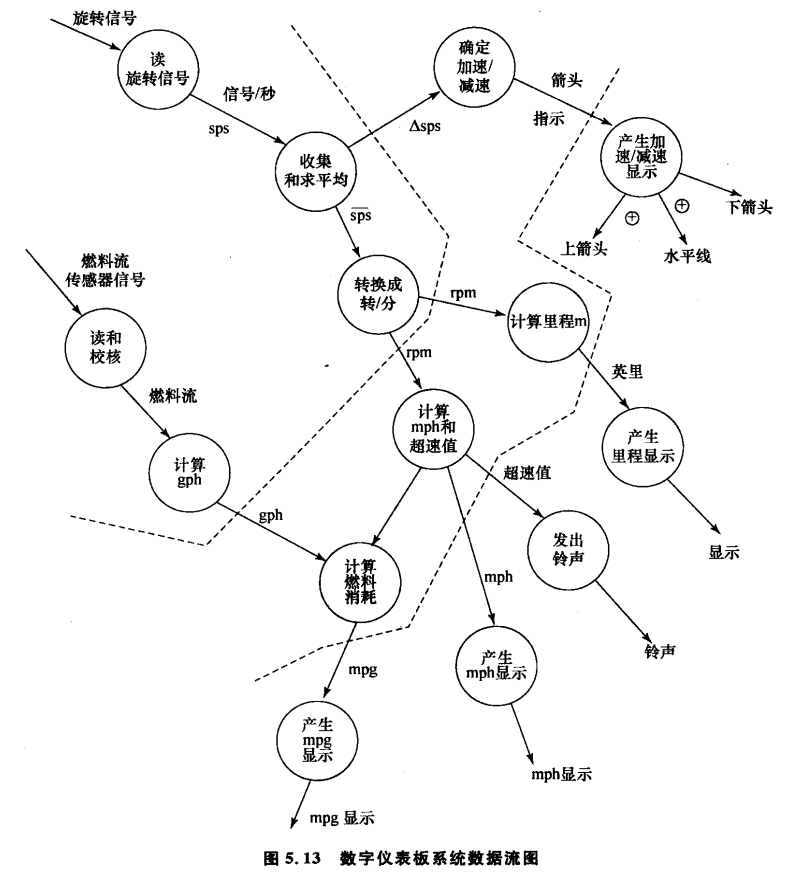 旋转信号
读
旋转信号
信号/秒
sps
收集
和求平均
确定
加速/
减速
Δsps
箭头
指示
产生加
速/减速
显示
下箭头
上箭头
水平线
s̅p̅s̅
燃料流
传感器信号
转换成
转/分
rpm
计算里程m
读和
校核
rpm
英里
燃料流
计算
mph和
超速值
产生
里程显示
计算
gph
超速值
gph
发出
铃声
显示
计算
燃料
消耗
mph
铃声
产生
mph显示
mpg
产生
mpg
显示
mph显示
mpg 显示
图 5.13 数字仪表板系统数据流图